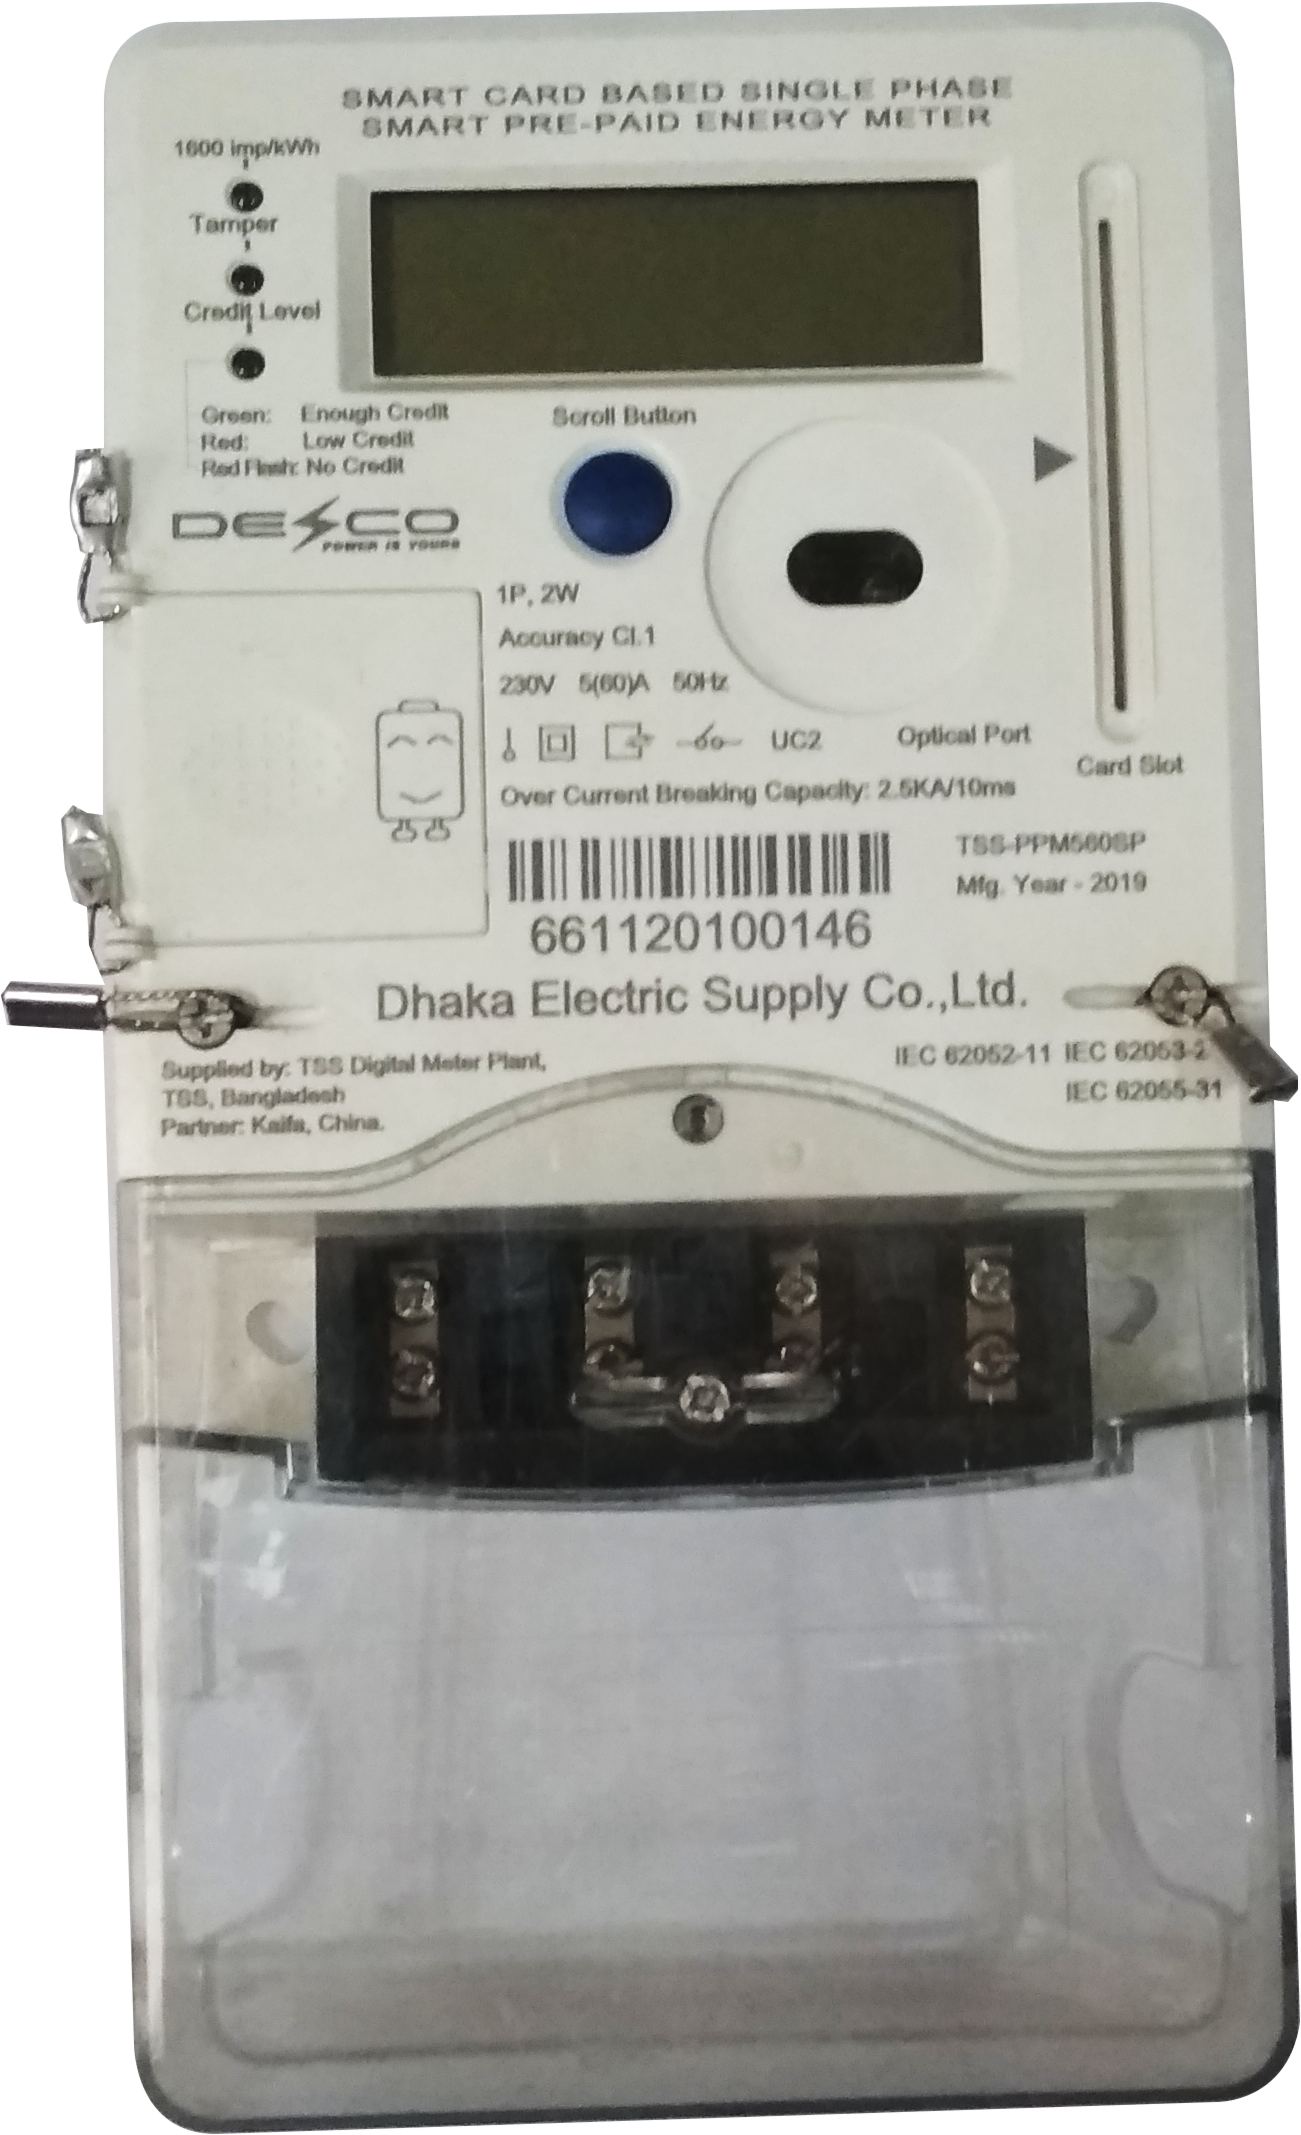 SMART CARD BASED SINGLE PHASE
SMART PRE-PAID ENERGY METER
1600 imp/kWh
Tamper
Credit Level
Green: Enough Credit
Red: Low Credit
Red Flash: No Credit
Scroll Button
DESCO
POWER IS YOURS
1P, 2W
Accuracy Cl.1
230V 5(60)A 50Hz
UC2
Optical Port
Card Slot
Over Current Breaking Capacity: 2.5KA/10ms
TSS-PPM560SP
Mfg. Year - 2019
661120100146
Dhaka Electric Supply Co.,Ltd.
Supplied by: TSS Digital Meter Plant,
TSS, Bangladesh
Partner: Kaifa, China.
IEC 62052-11 IEC 62053-2
IEC 62055-31